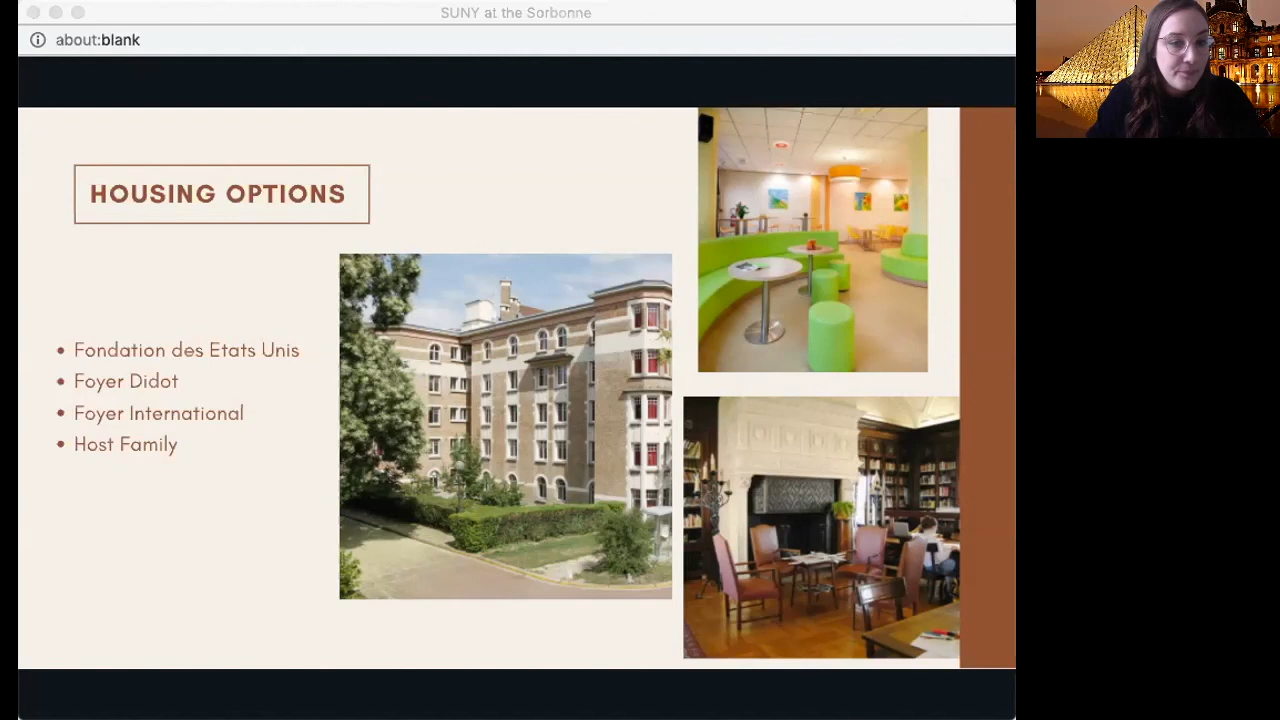 SUNY at the Sorbonne
about:blank
HOUSING OPTIONS
• Fondation des Etats Unis
• Foyer Didot
• Foyer International
• Host Family